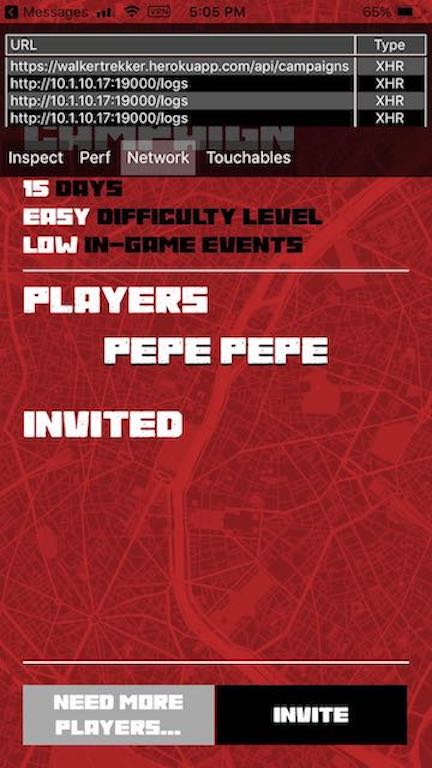 Messages VPN 5:05 PM 65%
URL Type
https://walkertrekker.herokuapp.com/api/campaigns XHR
http://10.1.10.17:19000/logs XHR
http://10.1.10.17:19000/logs XHR
http://10.1.10.17:19000/logs XHR
CAMPAIGN
Inspect Perf Network Touchables
15 DAYS
EASY DIFFICULTY LEVEL
LOW IN-GAME EVENTS
PLAYERS
PEPE PEPE
INVITED
NEED MORE
PLAYERS...
INVITE